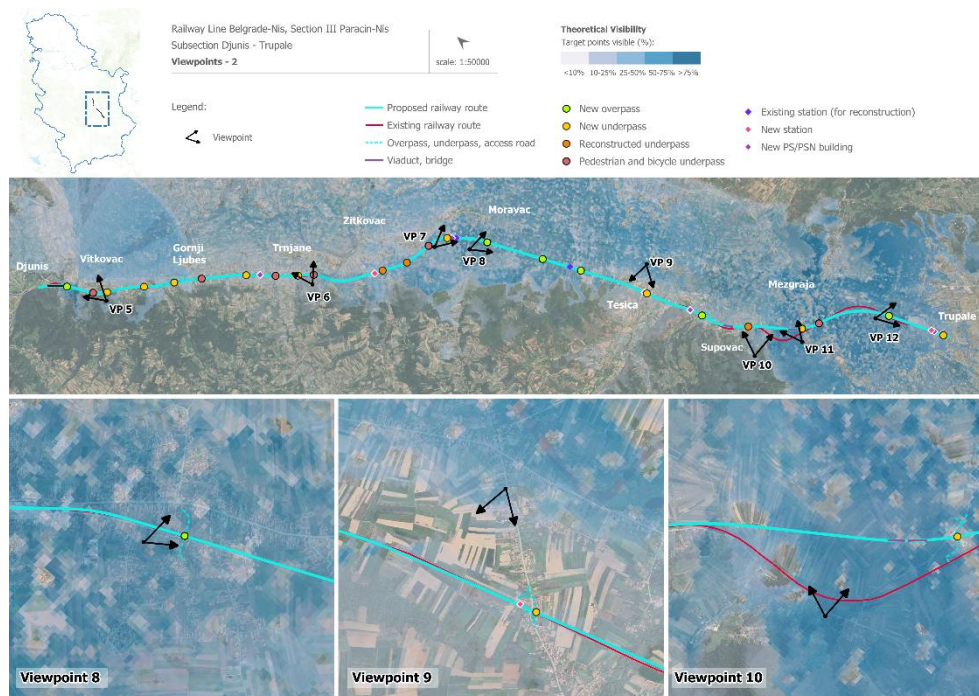 Railway Line Belgrade-Nis, Section III Paracin-Nis
Subsection Djunis - Trupale
Viewpoints - 2
scale: 1:50000
Theoretical Visibility
Target points visible (%):
<10% 10-25% 25-50% 50-75% >75%
Legend:
Viewpoint
Proposed railway route
Existing railway route
Overpass, underpass, access road
Viaduct, bridge
New overpass
New underpass
Reconstructed underpass
Pedestrian and bicycle underpass
Existing station (for reconstruction)
New station
New PS/PSN building
Djunis
Vitkovac
VP 5
Gornji
Ljubes
Trnjane
VP 6
Zitkovac
VP 7
Moravac
VP 8
VP 9
Tesica
Supovac
VP 10
Mezgraja
VP 11
VP 12
Trupale
Viewpoint 8
Viewpoint 9
Viewpoint 10